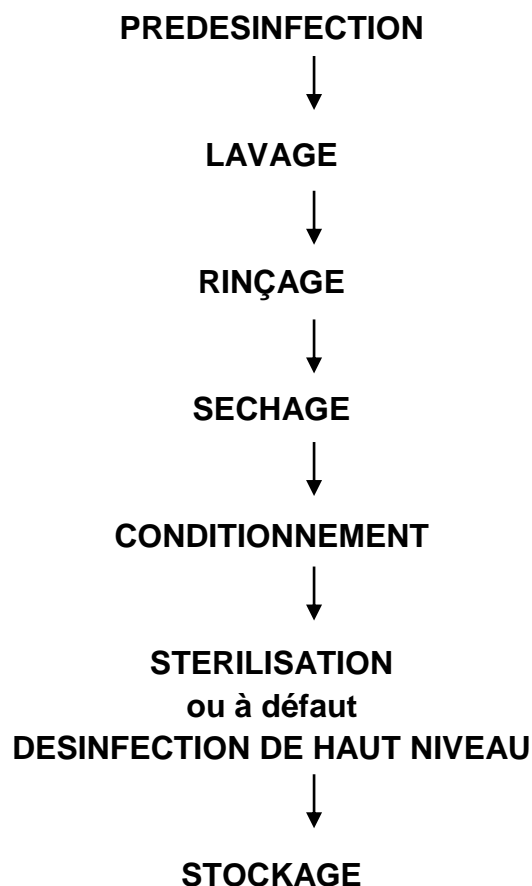 PREDESINFECTION
LAVAGE
RINÇAGE
SECHAGE
CONDITIONNEMENT
STERILISATION
ou à défaut
DESINFECTION DE HAUT NIVEAU
STOCKAGE